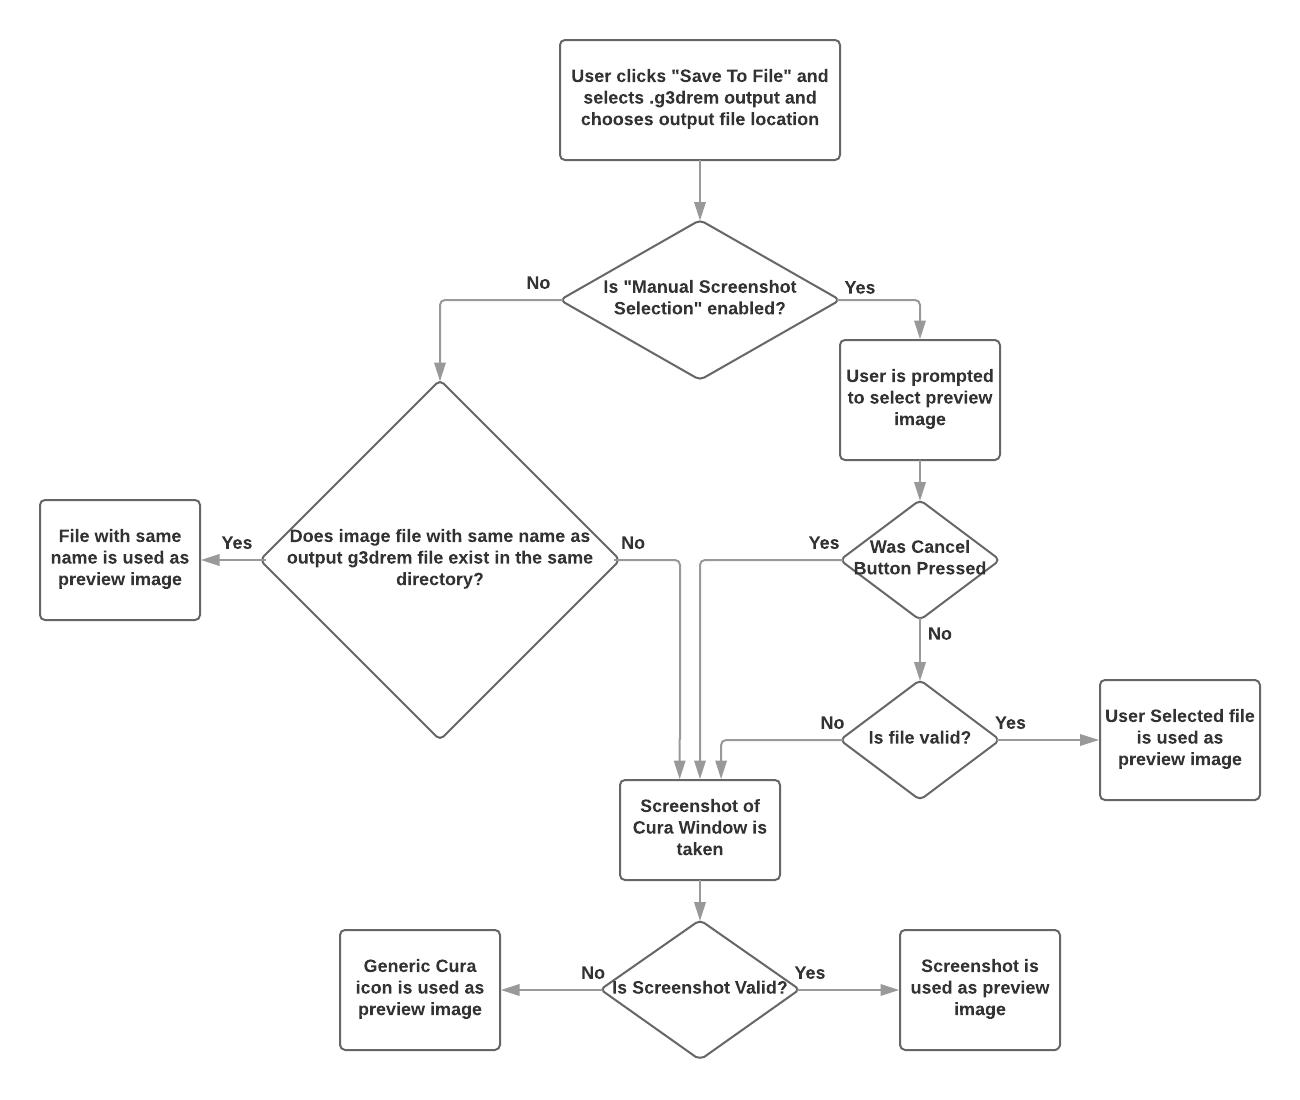 User clicks "Save To File" and
selects .g3drem output and
chooses output file location
No
Is "Manual Screenshot
Selection" enabled?
Yes
User is prompted
to select preview
image
File with same
name is used as
preview image
Yes
Does image file with same name as
output g3drem file exist in the same
directory?
No
Yes
Was Cancel
Button Pressed
No
No
Is file valid?
Yes
User Selected file
is used as
preview image
Screenshot of
Cura Window is
taken
Generic Cura
icon is used as
preview image
No
Is Screenshot Valid?
Yes
Screenshot is
used as preview
image